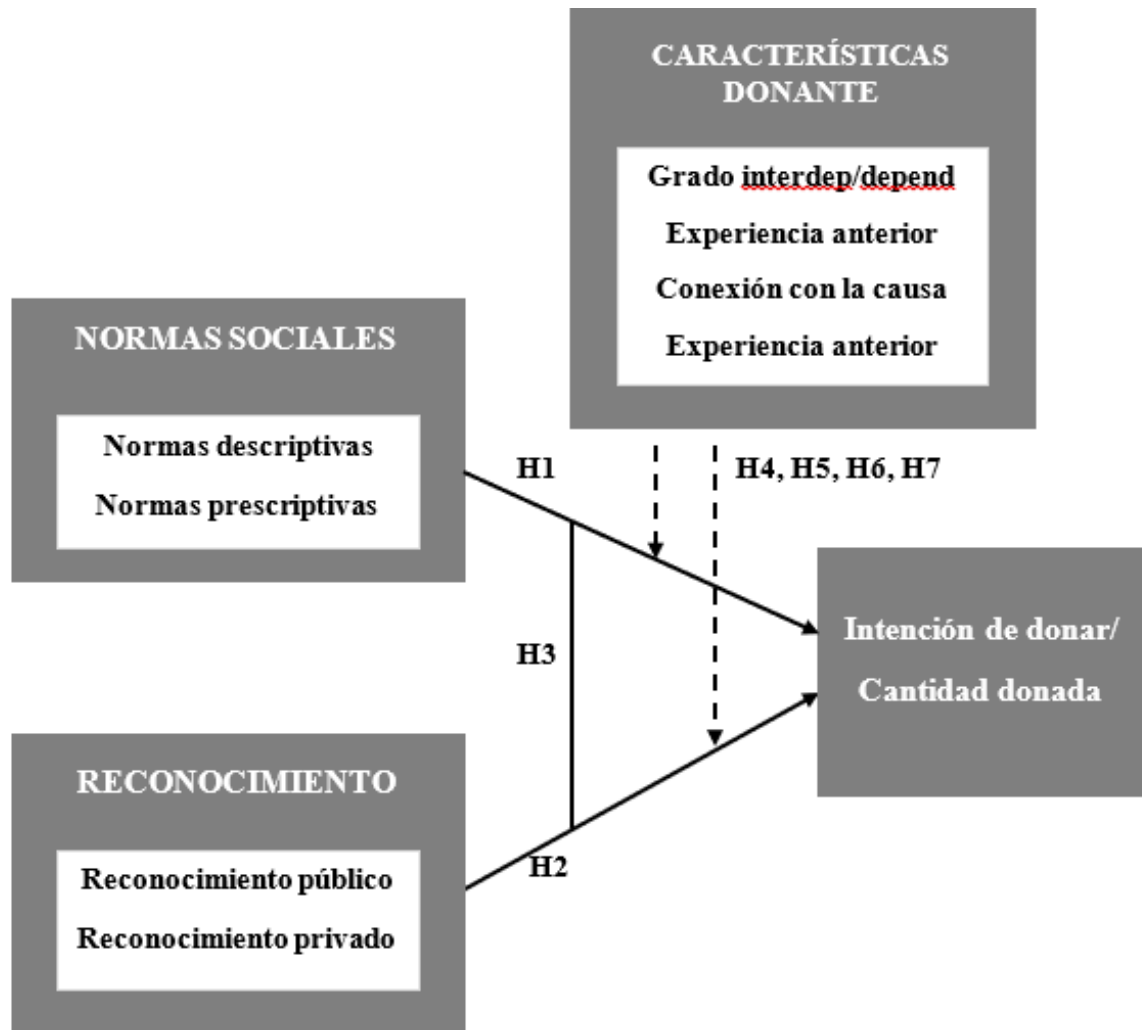 CARACTERÍSTICAS
DONANTE
Grado interdep/depend
Experiencia anterior
Conexión con la causa
Experiencia anterior
NORMAS SOCIALES
Normas descriptivas
Normas prescriptivas
H1
H4, H5, H6, H7
H3
Intención de donar/
Cantidad donada
RECONOCIMIENTO
Reconocimiento público
Reconocimiento privado
H2